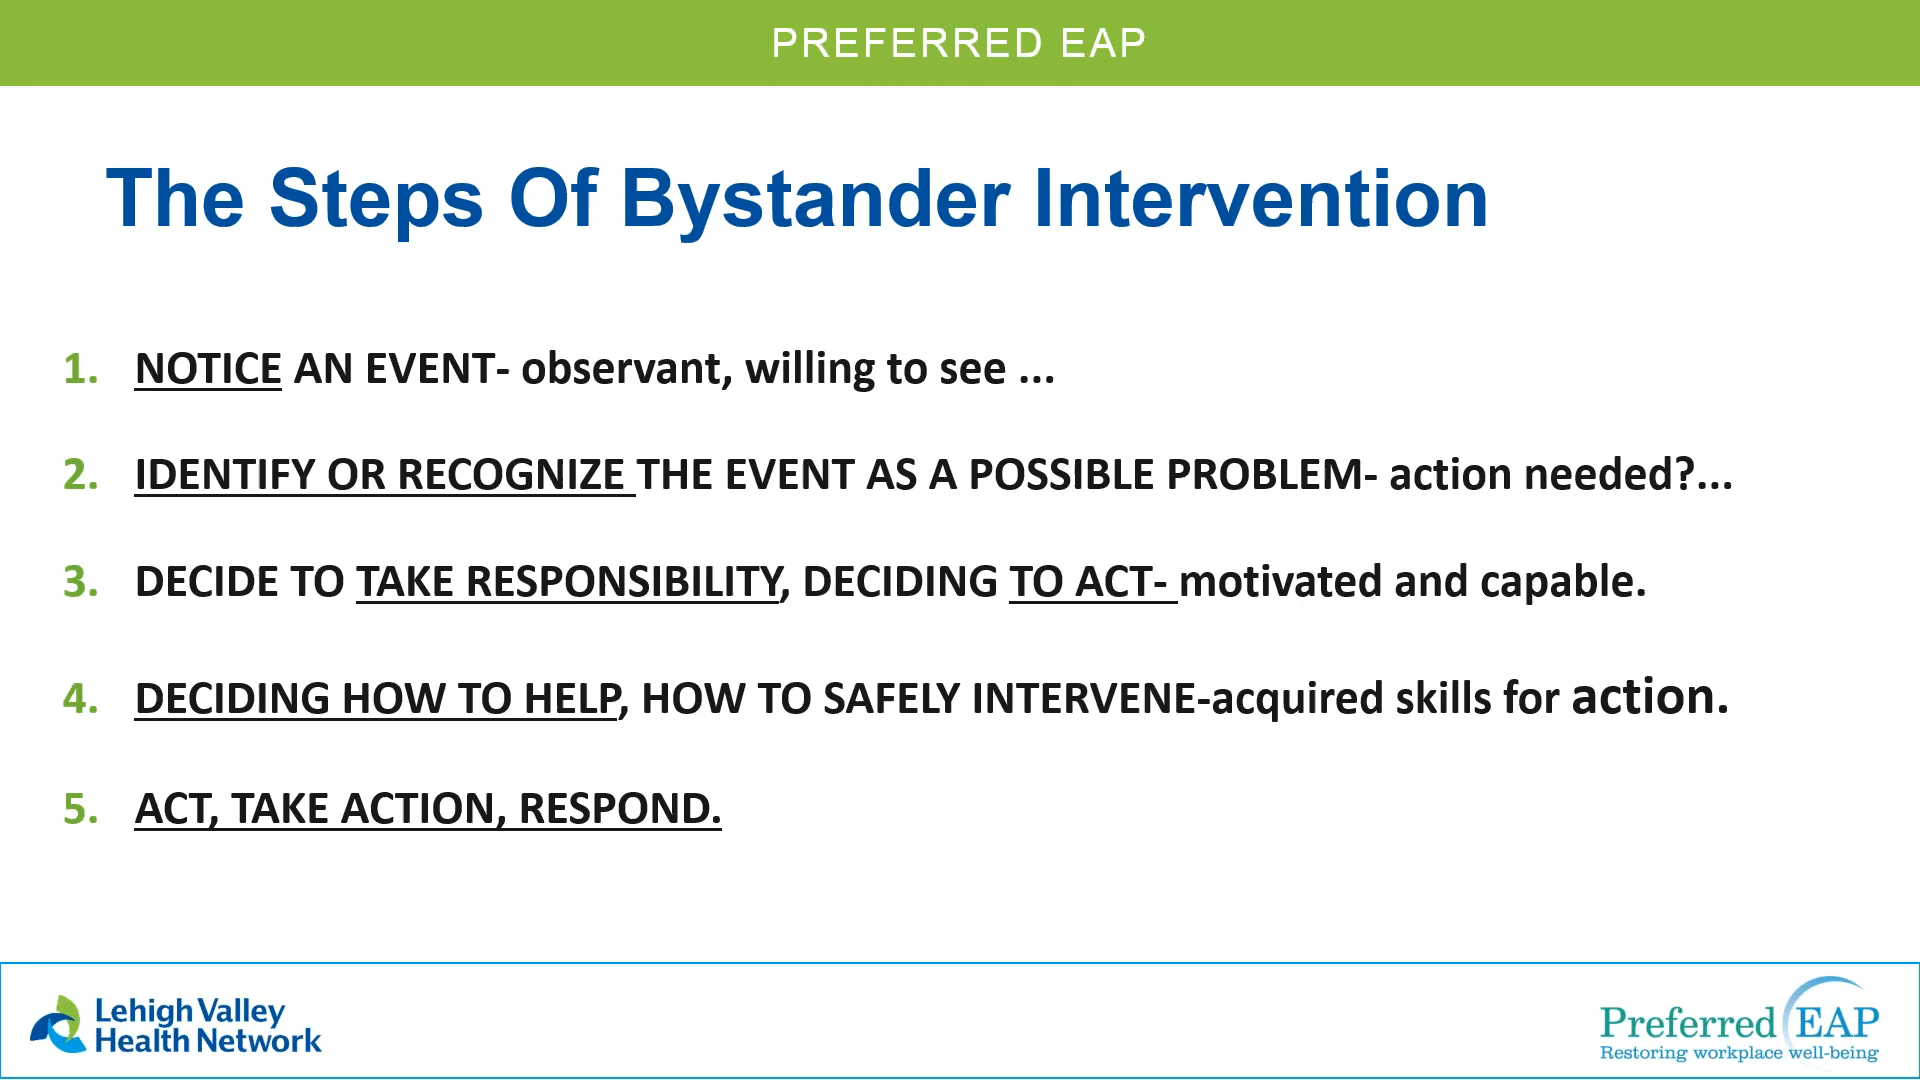 PREFERRED EAP
The Steps Of Bystander Intervention
1. NOTICE AN EVENT- observant, willing to see ...
2. IDENTIFY OR RECOGNIZE THE EVENT AS A POSSIBLE PROBLEM- action needed?...
3. DECIDE TO TAKE RESPONSIBILITY, DECIDING TO ACT- motivated and capable.
4. DECIDING HOW TO HELP, HOW TO SAFELY INTERVENE-acquired skills for action.
5. ACT, TAKE ACTION, RESPOND.
Lehigh Valley
Health Network
Preferred EAP
Restoring workplace well-being